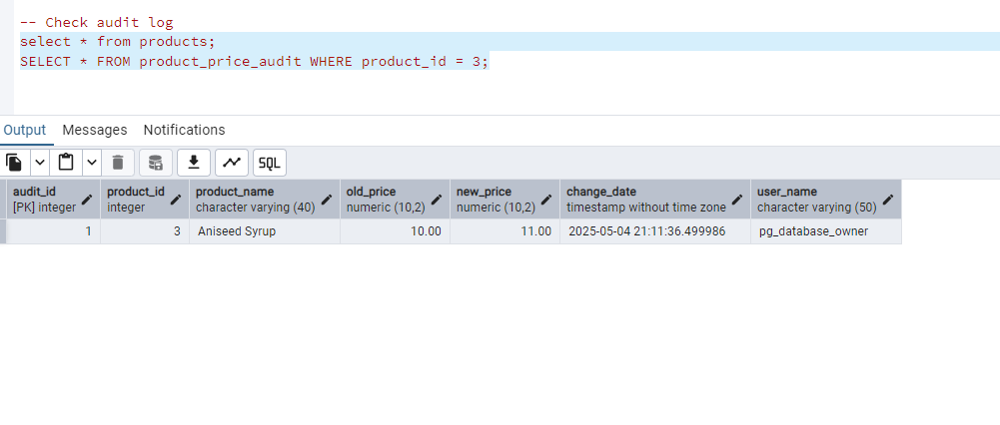 -- Check audit log
select * from products;
SELECT * FROM product_price_audit WHERE product_id = 3;
Output Messages Notifications
SQL
audit_id product_id product_name old_price new_price change_date user_name
[PK] integer integer character varying (40) numeric (10,2) numeric (10,2) timestamp without time zone character varying (50)
1 3 Aniseed Syrup 10.00 11.00 2025-05-04 21:11:36.499986 pg_database_owner